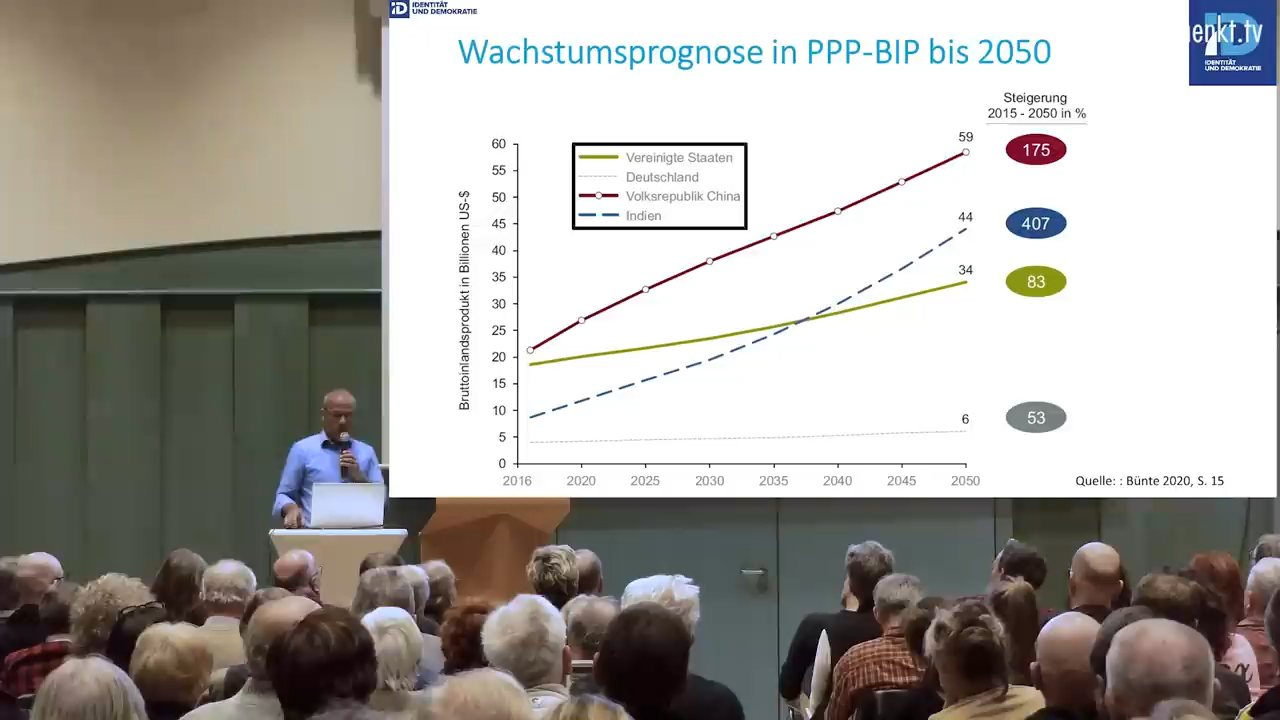 IDENTITÄT
UND DEMOKRATIE
Wachstumsprognose in PPP-BIP bis 2050
iD
IDENTITÄT
UND DEMOKRATIE
Steigerung
2015 - 2050 in %
Bruttoinlandsprodukt in Billionen US-$
60
55
50
45
40
35
30
25
20
15
10
5
0
Vereinigte Staaten
Deutschland
Volksrepublik China
Indien
59
44
34
6
175
407
83
53
2016 2020 2025 2030 2035 2040 2045 2050
Quelle: : Bünte 2020, S. 15